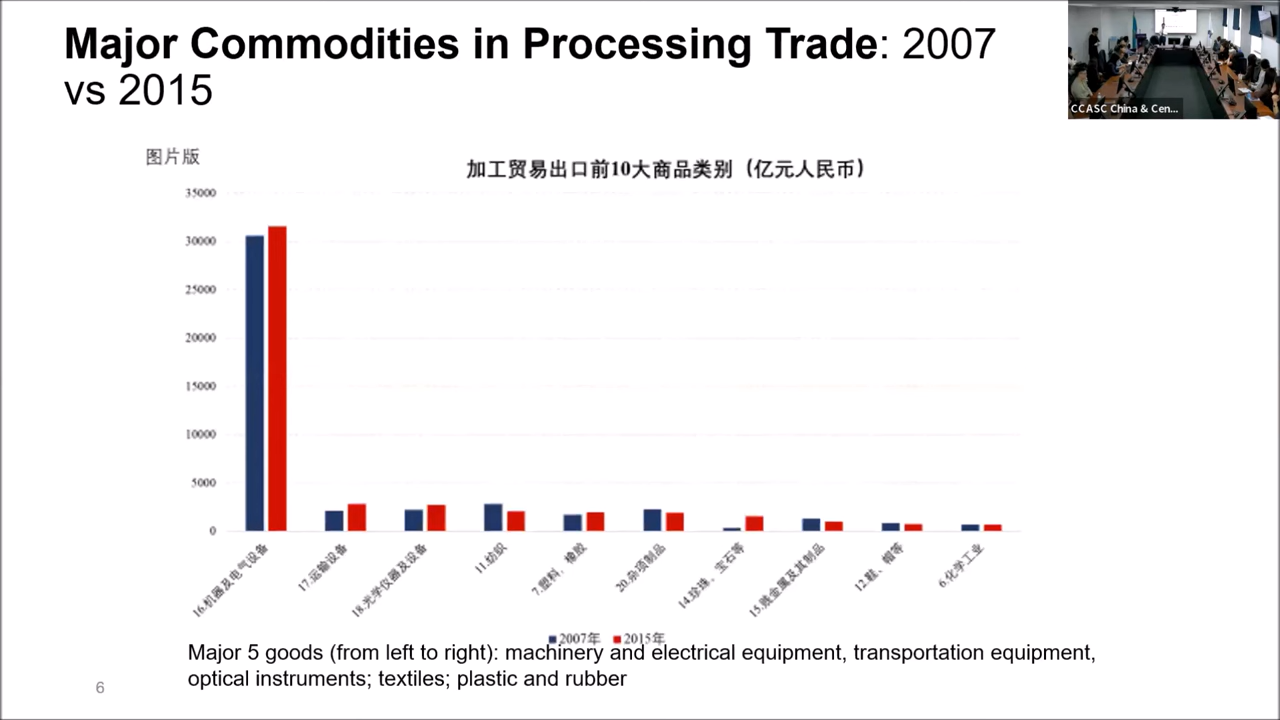 Major Commodities in Processing Trade: 2007
vs 2015
CCASC China & Cen...
图片版
加工贸易出口前10大商品类别（亿元人民币）
35000
30000
25000
20000
15000
10000
5000
0
16.机器及电气设备
17.运输设备
18.光学仪器及设备
11.纺织
7.塑料、橡胶
20.杂项制品
14.珍珠、宝石等
15.贱金属及其制品
12.鞋、帽等
6.化学工业
2007年 2015年
Major 5 goods (from left to right): machinery and electrical equipment, transportation equipment,
optical instruments; textiles; plastic and rubber
6